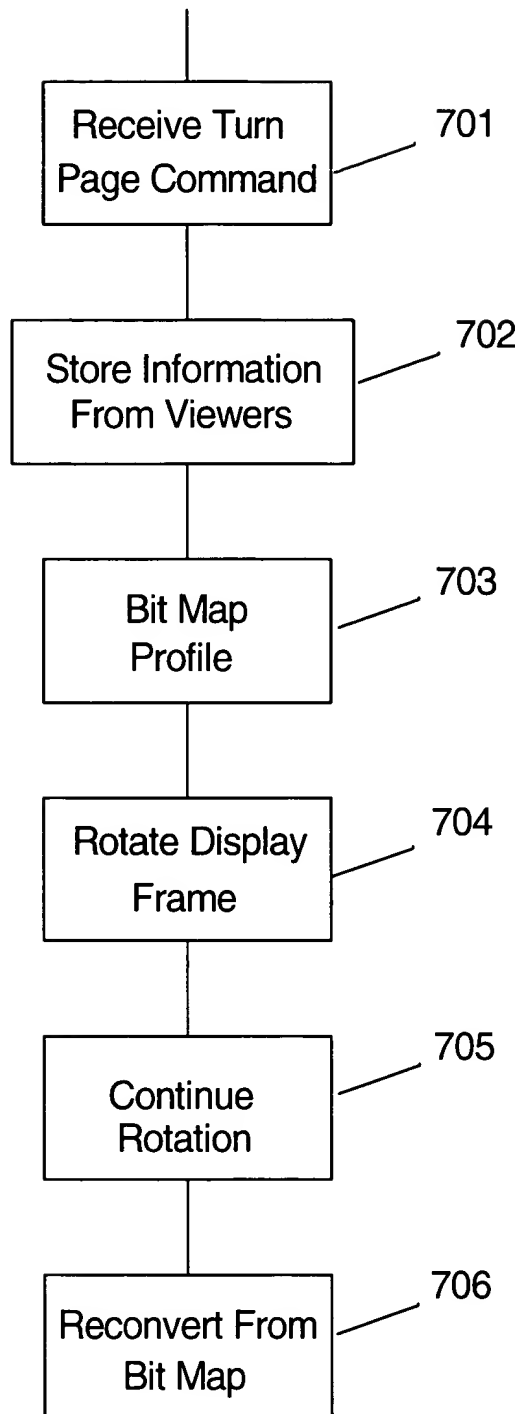 Receive Turn
Page Command
701
Store Information
From Viewers
702
Bit Map
Profile
703
Rotate Display
Frame
704
Continue
Rotation
705
Reconvert From
Bit Map
706